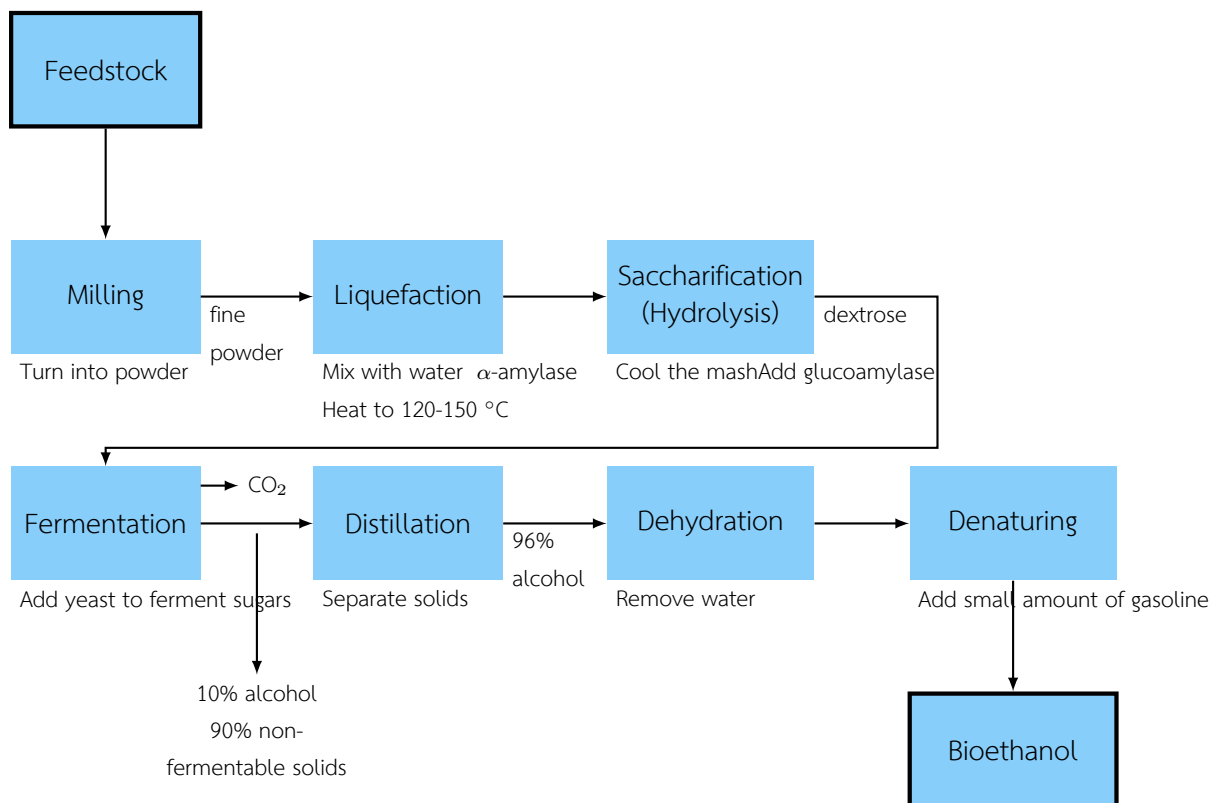 Feedstock
Milling
fine
powder
Turn into powder
Liquefaction
Mix with water α-amylase
Heat to 120-150 °C
Saccharification
(Hydrolysis)
dextrose
Cool the mashAdd glucoamylase
Fermentation
CO₂
Add yeast to ferment sugars
10% alcohol
90% non-
fermentable solids
Distillation
Separate solids
96%
alcohol
Dehydration
Remove water
Denaturing
Add small amount of gasoline
Bioethanol